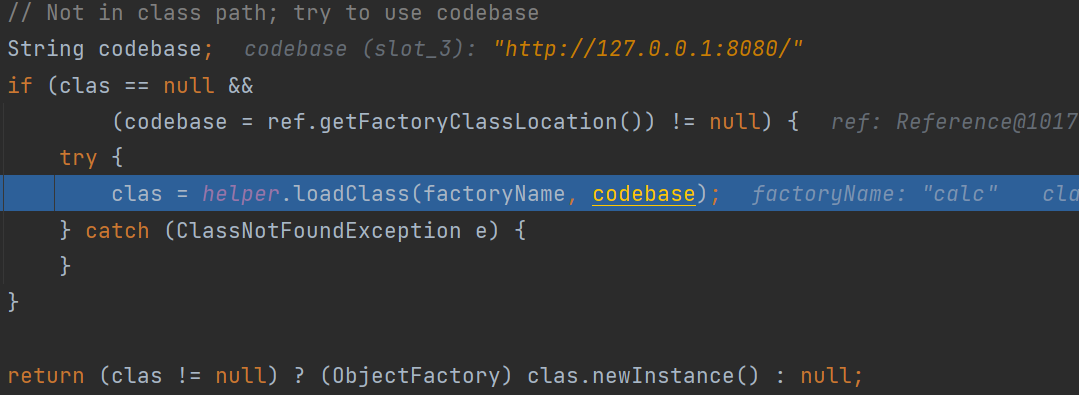 // Not in class path; try to use codebase
String codebase; codebase (slot_3): "http://127.0.0.1:8080/"
if (clas == null &&
(codebase = ref.getFactoryClassLocation()) != null) { ref: Reference@1017
try {
clas = helper.loadClass(factoryName, codebase); factoryName: "calc" cla
} catch (ClassNotFoundException e) {
}
}
return (clas != null) ? (ObjectFactory) clas.newInstance() : null;